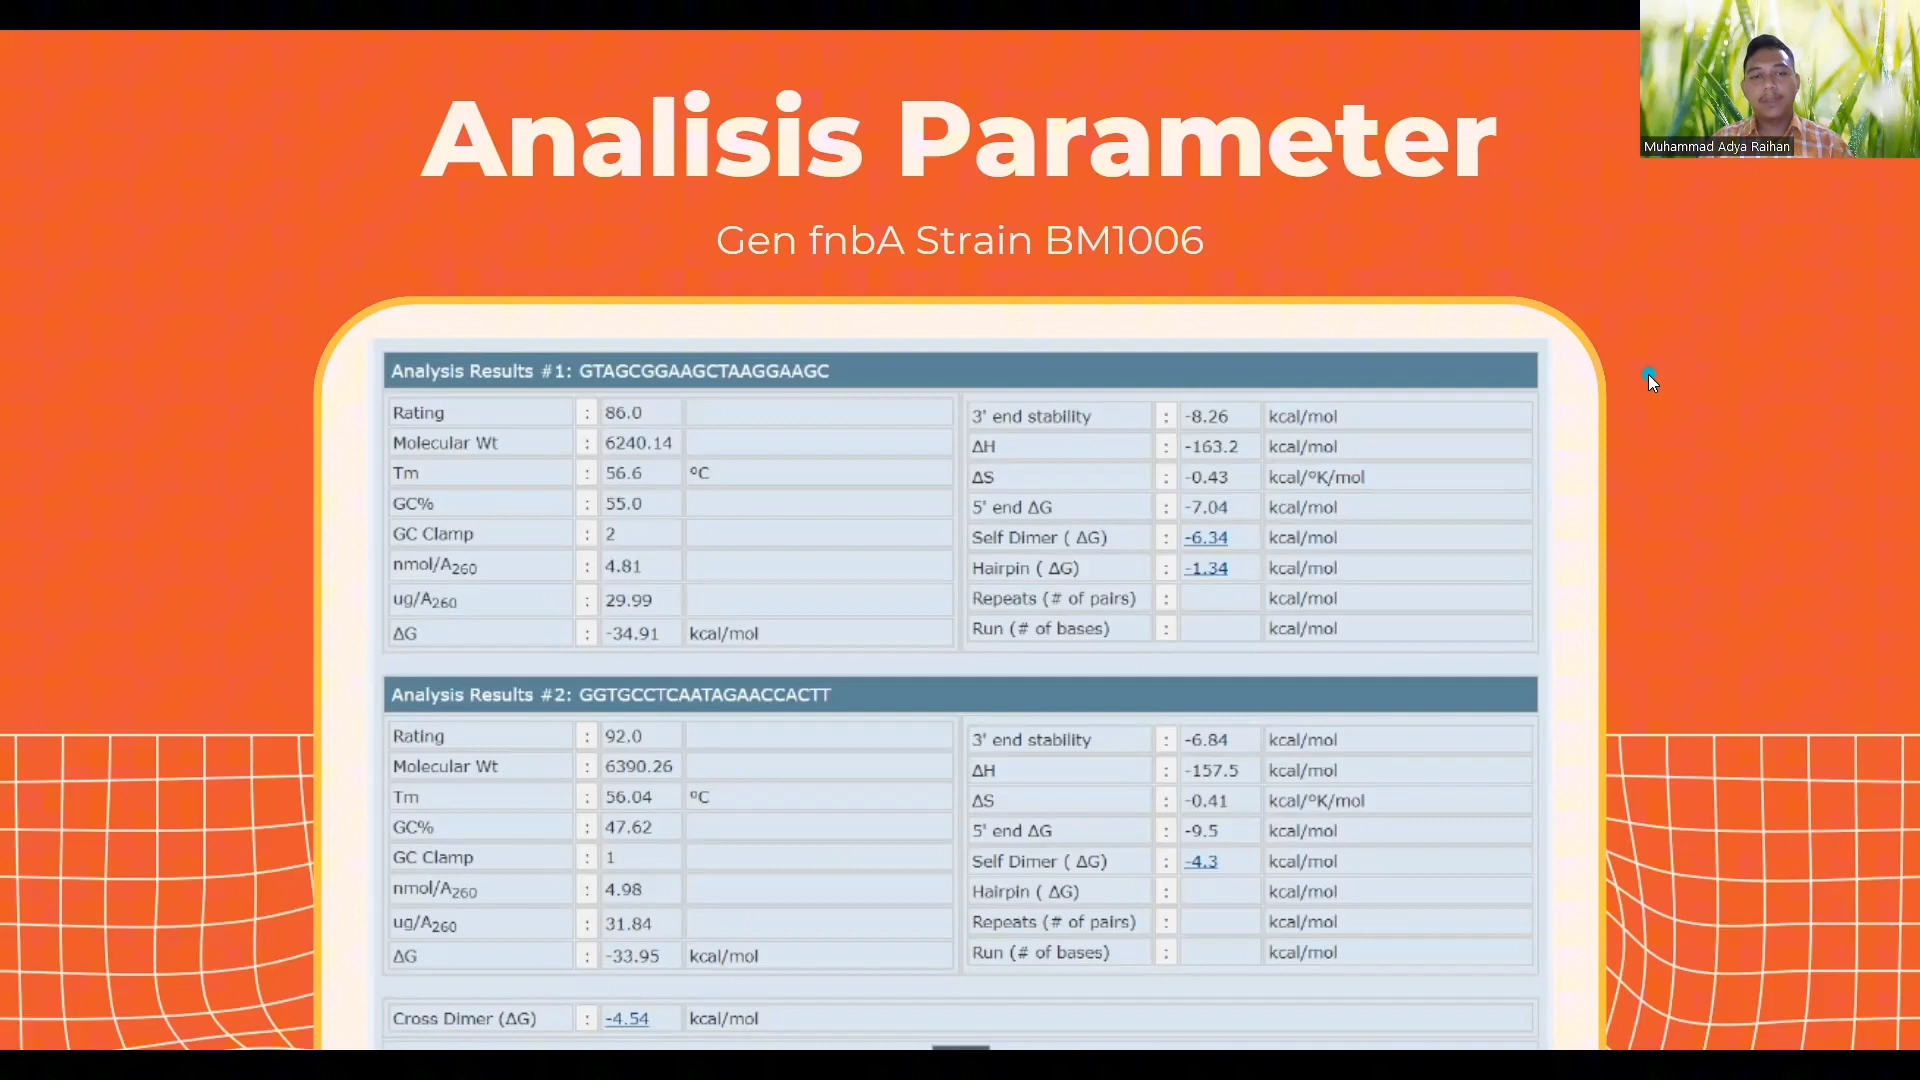 Analisis Parameter
Gen fnbA Strain BM1006
Muhammad Adya Raihan
Analysis Results #1: GTAGCGGAAGCTAAGGAAGC
Rating : 86.0
Molecular Wt : 6240.14
Tm : 56.6 ºC
GC% : 55.0
GC Clamp : 2
nmol/A260 : 4.81
ug/A260 : 29.99
ΔG : -34.91 kcal/mol
3' end stability : -8.26 kcal/mol
ΔH : -163.2 kcal/mol
ΔS : -0.43 kcal/ºK/mol
5' end ΔG : -7.04 kcal/mol
Self Dimer ( ΔG) : -6.34 kcal/mol
Hairpin ( ΔG) : -1.34 kcal/mol
Repeats (# of pairs) : kcal/mol
Run (# of bases) : kcal/mol
Analysis Results #2: GGTGCCTCAATAGAACCACTT
Rating : 92.0
Molecular Wt : 6390.26
Tm : 56.04 ºC
GC% : 47.62
GC Clamp : 1
nmol/A260 : 4.98
ug/A260 : 31.84
ΔG : -33.95 kcal/mol
3' end stability : -6.84 kcal/mol
ΔH : -157.5 kcal/mol
ΔS : -0.41 kcal/ºK/mol
5' end ΔG : -9.5 kcal/mol
Self Dimer ( ΔG) : -4.3 kcal/mol
Hairpin ( ΔG) : kcal/mol
Repeats (# of pairs) : kcal/mol
Run (# of bases) : kcal/mol
Cross Dimer (ΔG) : -4.54 kcal/mol